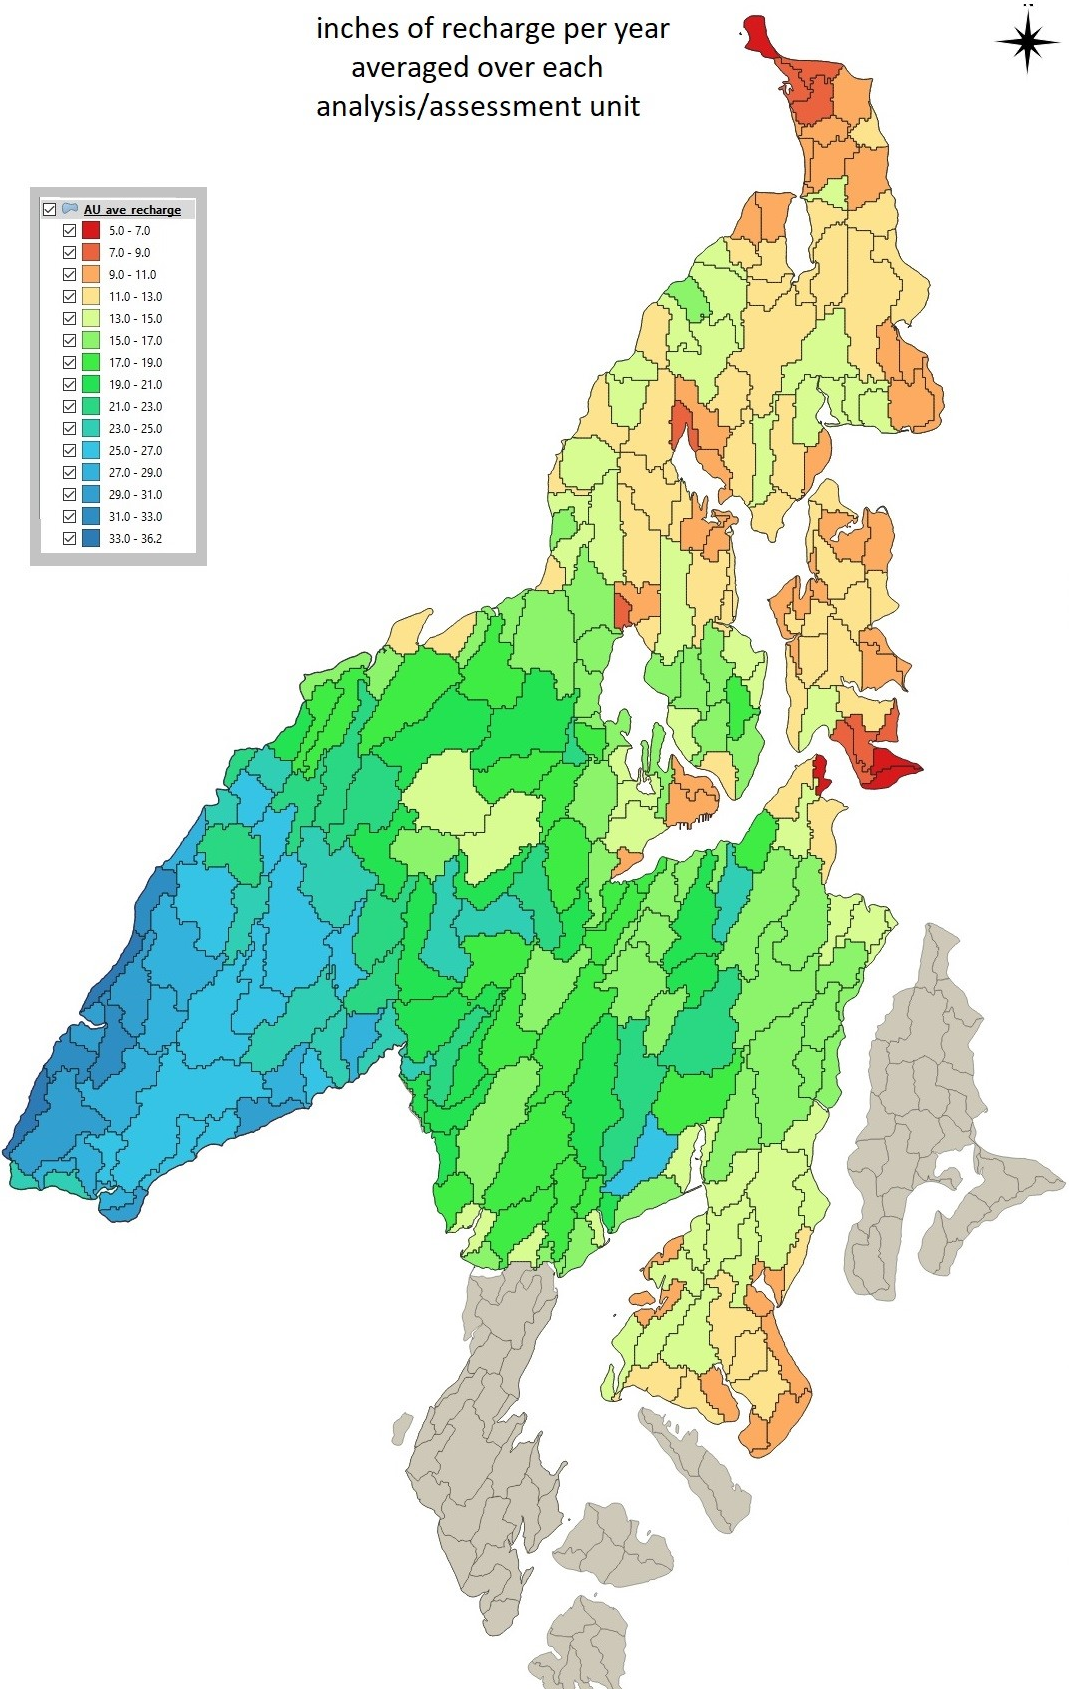 inches of recharge per year
averaged over each
analysis/assessment unit
AU_ave_recharge
5.0 - 7.0
7.0 - 9.0
9.0 - 11.0
11.0 - 13.0
13.0 - 15.0
15.0 - 17.0
17.0 - 19.0
19.0 - 21.0
21.0 - 23.0
23.0 - 25.0
25.0 - 27.0
27.0 - 29.0
29.0 - 31.0
31.0 - 33.0
33.0 - 36.2